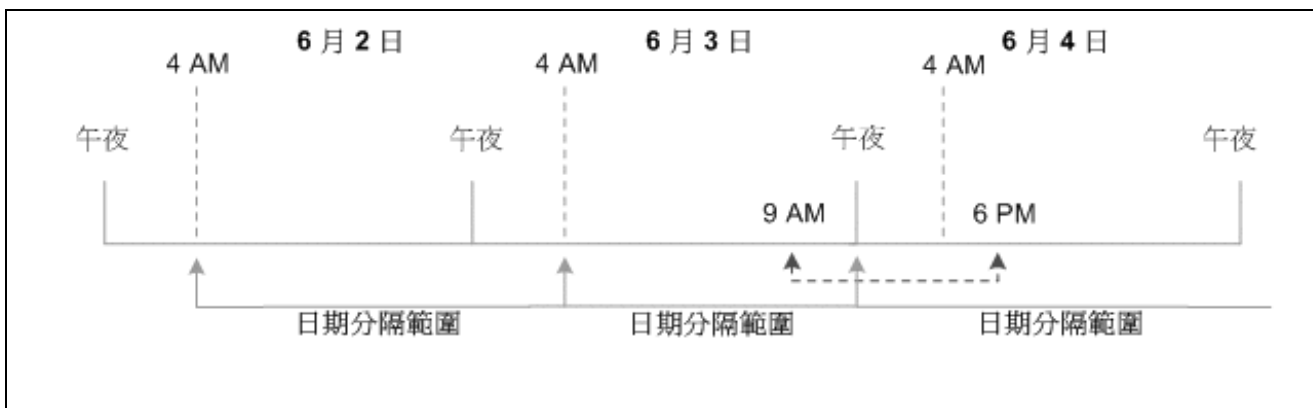 6 月 2 日 6 月 3 日 6 月 4 日
4 AM 4 AM 4 AM
午夜 午夜 午夜 午夜
9 AM 6 PM
日期分隔範圍 日期分隔範圍 日期分隔範圍